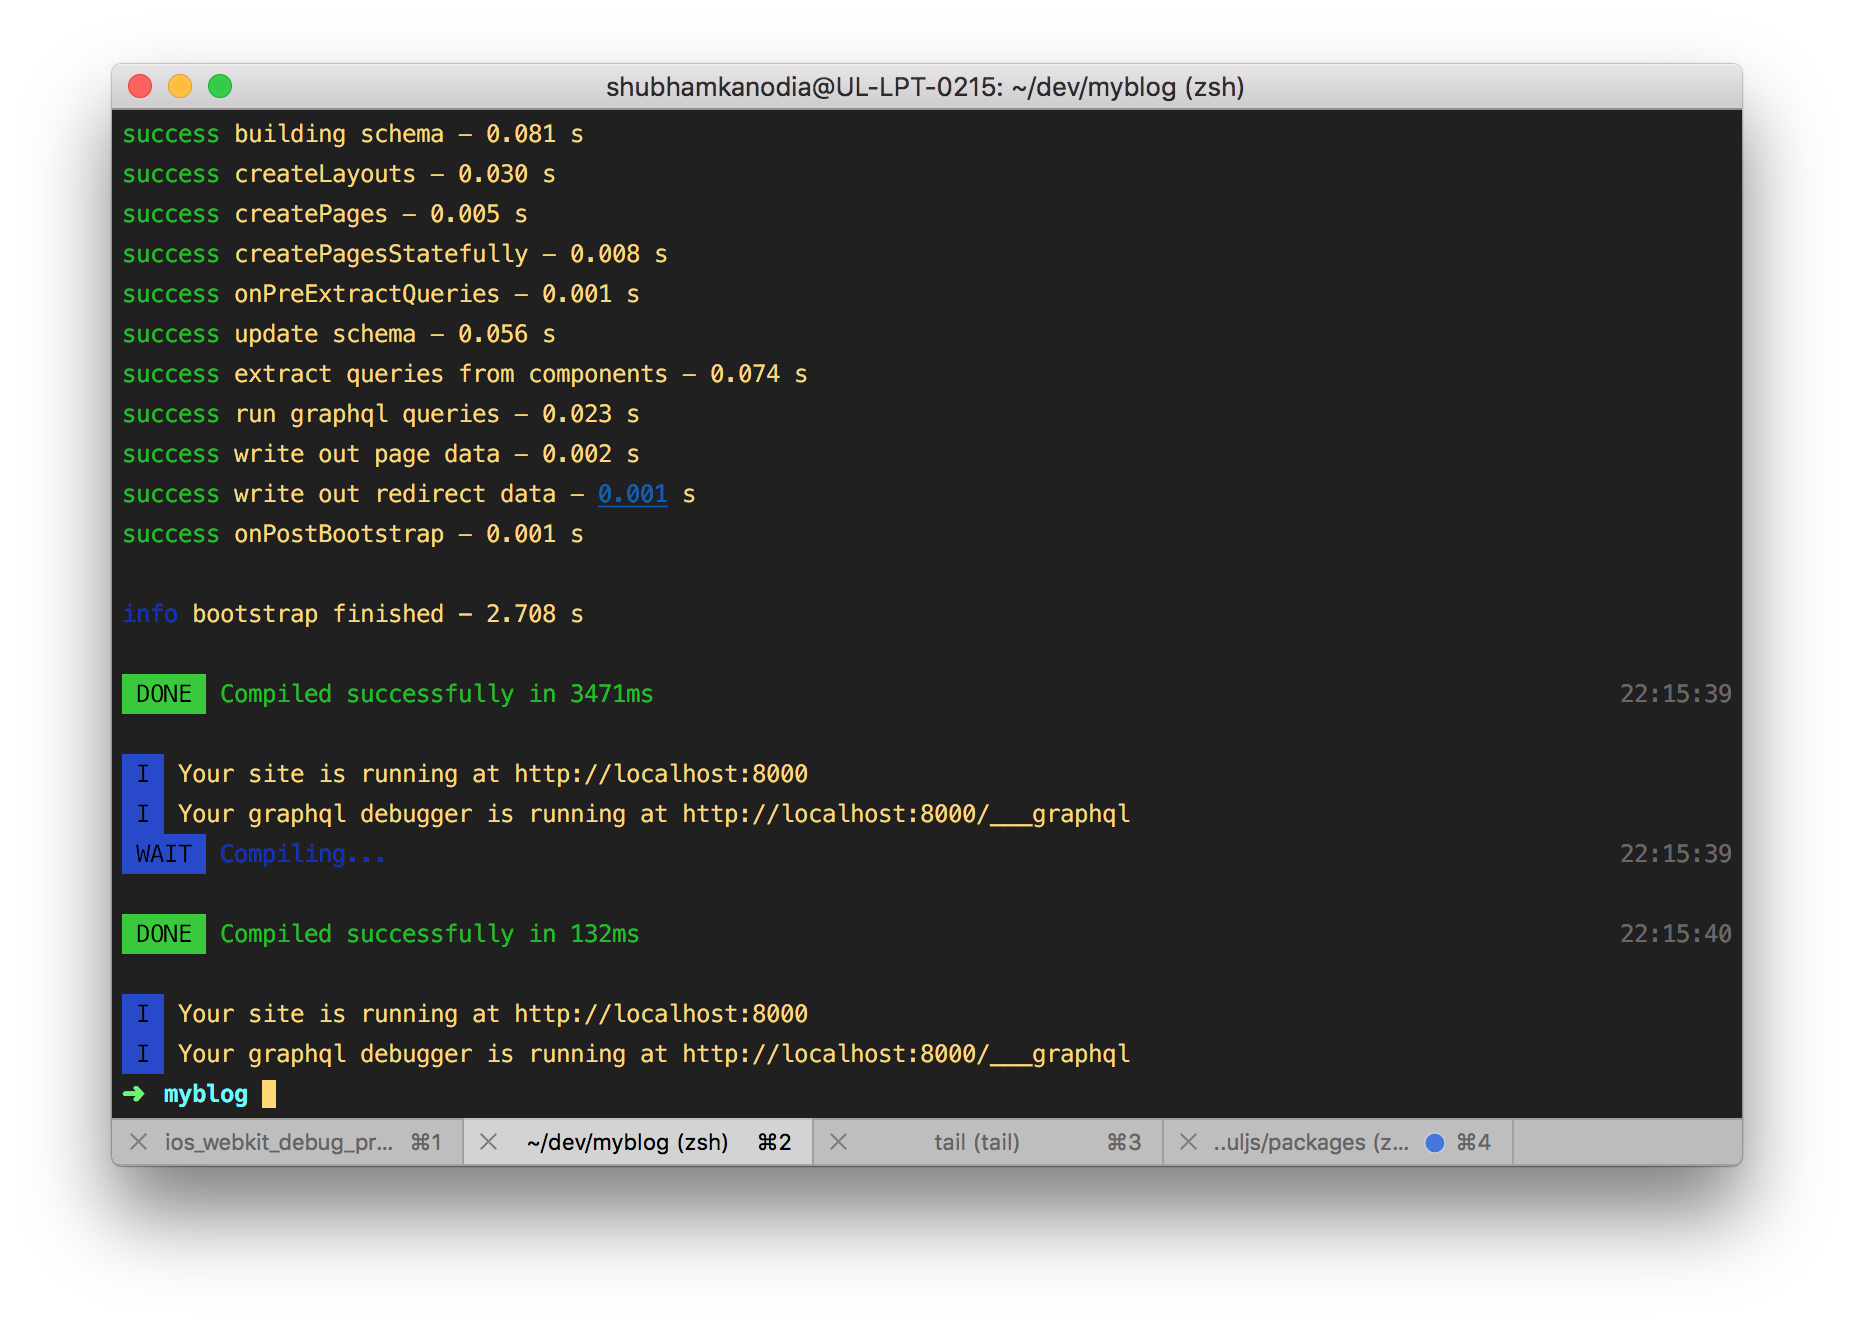 shubhamkanodia@UL-LPT-0215: ~/dev/myblog (zsh)
success building schema — 0.081 s
success createLayouts — 0.030 s
success createPages — 0.005 s
success createPagesStatefully — 0.008 s
success onPreExtractQueries — 0.001 s
success update schema — 0.056 s
success extract queries from components — 0.074 s
success run graphql queries — 0.023 s
success write out page data — 0.002 s
success write out redirect data — 0.001 s
success onPostBootstrap — 0.001 s
info bootstrap finished - 2.708 s
DONE Compiled successfully in 3471ms 22:15:39
I Your site is running at http://localhost:8000
I Your graphql debugger is running at http://localhost:8000/___graphql
WAIT Compiling... 22:15:39
DONE Compiled successfully in 132ms 22:15:40
I Your site is running at http://localhost:8000
I Your graphql debugger is running at http://localhost:8000/___graphql
➜ myblog
ios_webkit_debug_pr... ⌘1 ~/dev/myblog (zsh) ⌘2 tail (tail) ⌘3 ..uljs/packages (z... ⌘4